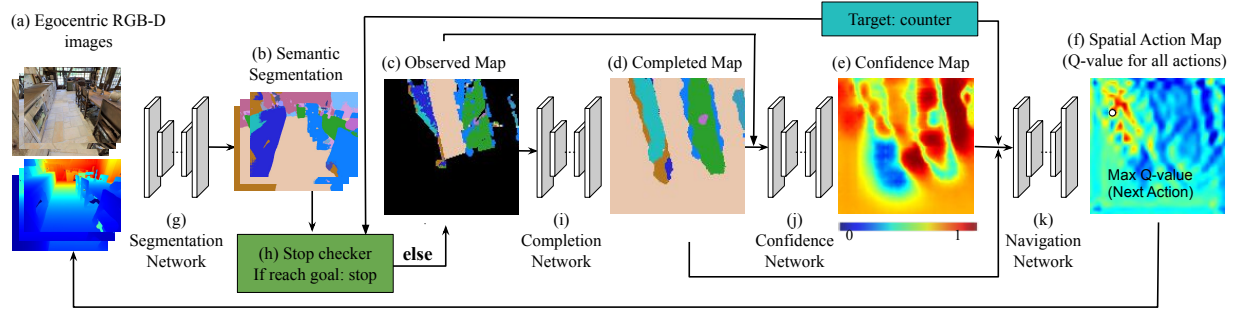 (a) Egocentric RGB-D
images
Target: counter
(b) Semantic
Segmentation
(c) Observed Map
(d) Completed Map
(e) Confidence Map
(f) Spatial Action Map
(Q-value for all actions)
Max Q-value
(Next Action)
(g)
Segmentation
Network
(h) Stop checker
If reach goal: stop
else
(i)
Completion
Network
(j)
Confidence
Network
0 1
(k)
Navigation
Network